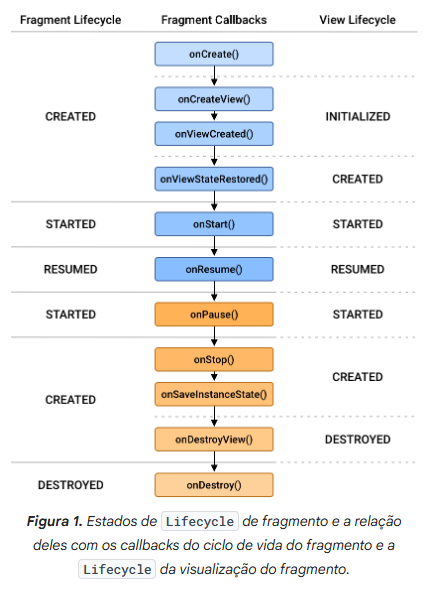 Fragment Lifecycle Fragment Callbacks View Lifecycle
onCreate()
onCreateView()
CREATED INITIALIZED
onViewCreated()
onViewStateRestored() CREATED
STARTED onStart() STARTED
RESUMED onResume() RESUMED
STARTED onPause() STARTED
onStop()
CREATED
onSaveInstanceState()
CREATED
onDestroyView() DESTROYED
DESTROYED onDestroy()
Figura 1. Estados de Lifecycle de fragmento e a relação
deles com os callbacks do ciclo de vida do fragmento e a
Lifecycle da visualização do fragmento.